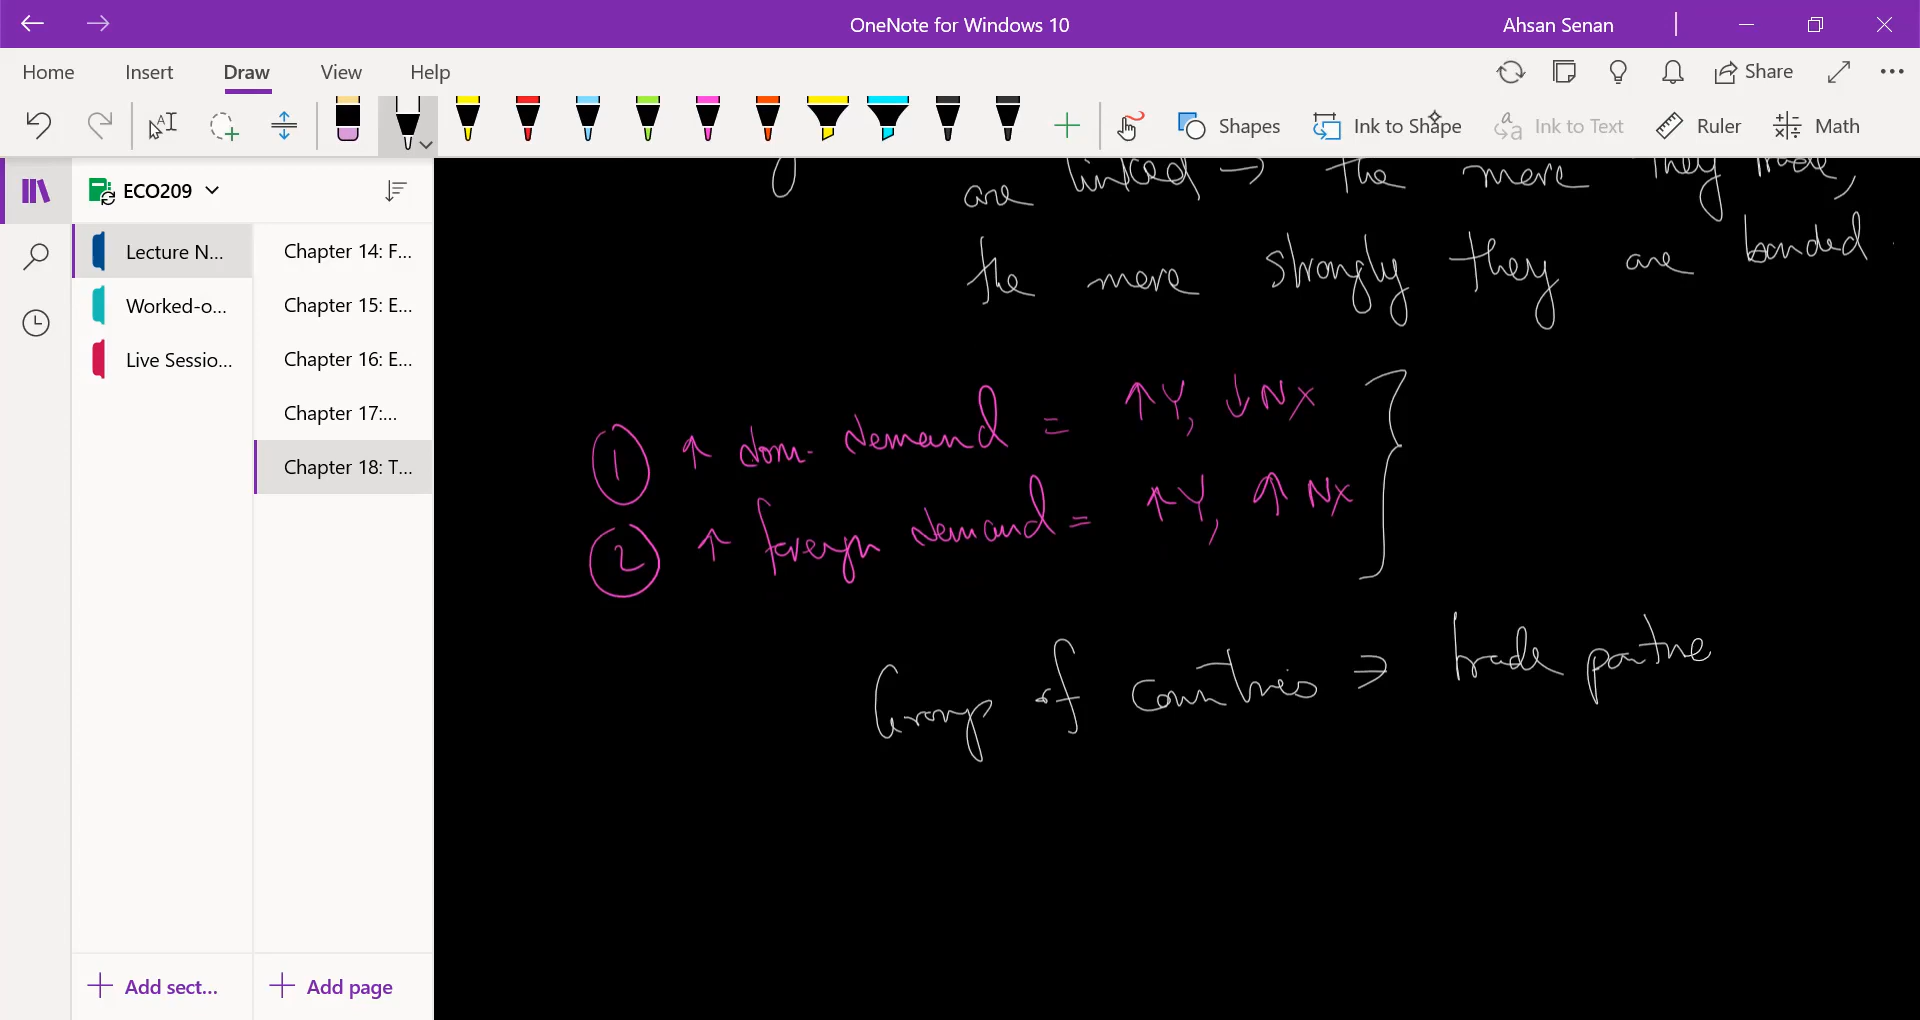 OneNote for Windows 10
Ahsan Senan
Home Insert Draw View Help
Share
Shapes Ink to Shape Ink to Text Ruler Math
ECO209
Lecture N...
Worked-o...
Live Sessio...
Chapter 14: F...
Chapter 15: E...
Chapter 16: E...
Chapter 17:...
Chapter 18: T...
Add sect...
Add page
are linked → the more they trade,
the more strongly they are bonded
① ↑ dom. demand = ↑Y, ↓NX
② ↑ foreign demand = ↑Y, ↑ NX
Group of countries → trade partne